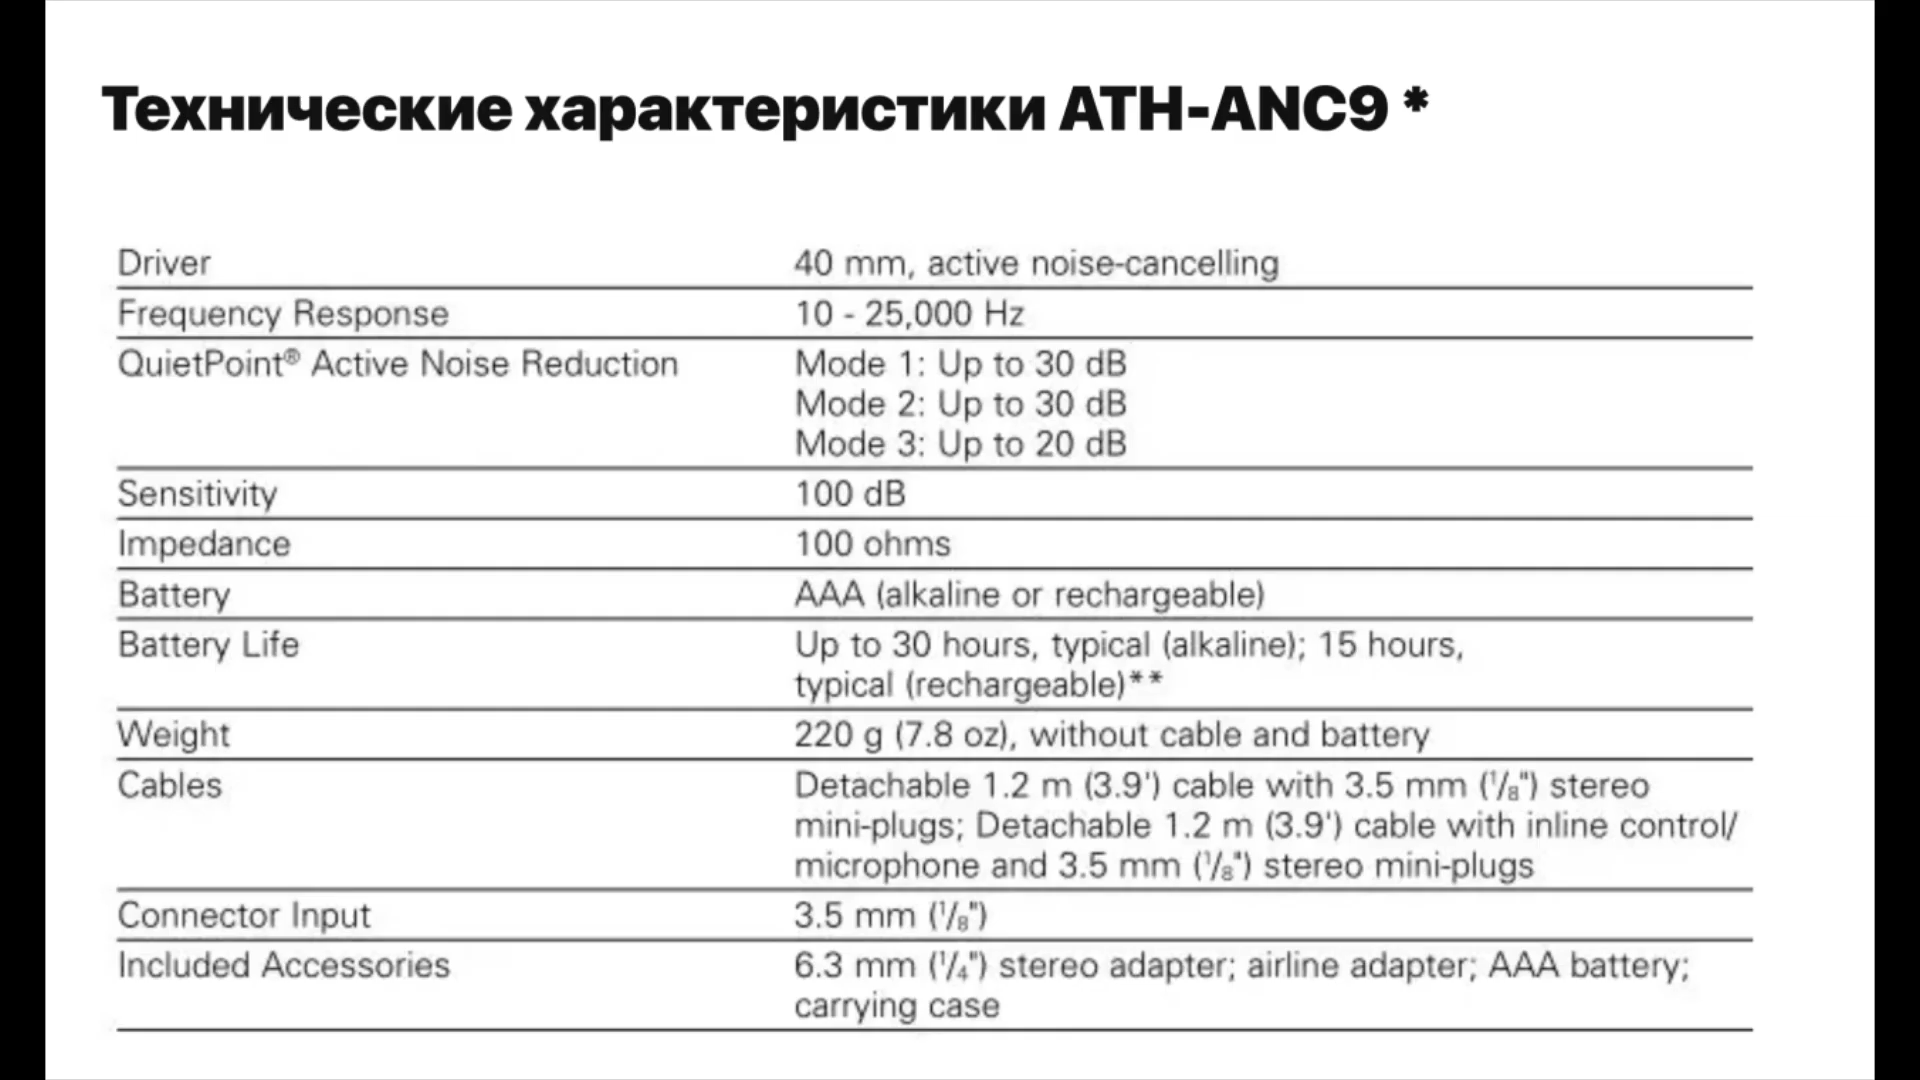 Технические характеристики ATH-ANC9 *
Driver 40 mm, active noise-cancelling
Frequency Response 10 - 25,000 Hz
QuietPoint® Active Noise Reduction Mode 1: Up to 30 dB
Mode 2: Up to 30 dB
Mode 3: Up to 20 dB
Sensitivity 100 dB
Impedance 100 ohms
Battery AAA (alkaline or rechargeable)
Battery Life Up to 30 hours, typical (alkaline); 15 hours,
typical (rechargeable)**
Weight 220 g (7.8 oz), without cable and battery
Cables Detachable 1.2 m (3.9') cable with 3.5 mm (1/8") stereo
mini-plugs; Detachable 1.2 m (3.9') cable with inline control/
microphone and 3.5 mm (1/8") stereo mini-plugs
Connector Input 3.5 mm (1/8")
Included Accessories 6.3 mm (1/4") stereo adapter; airline adapter; AAA battery;
carrying case